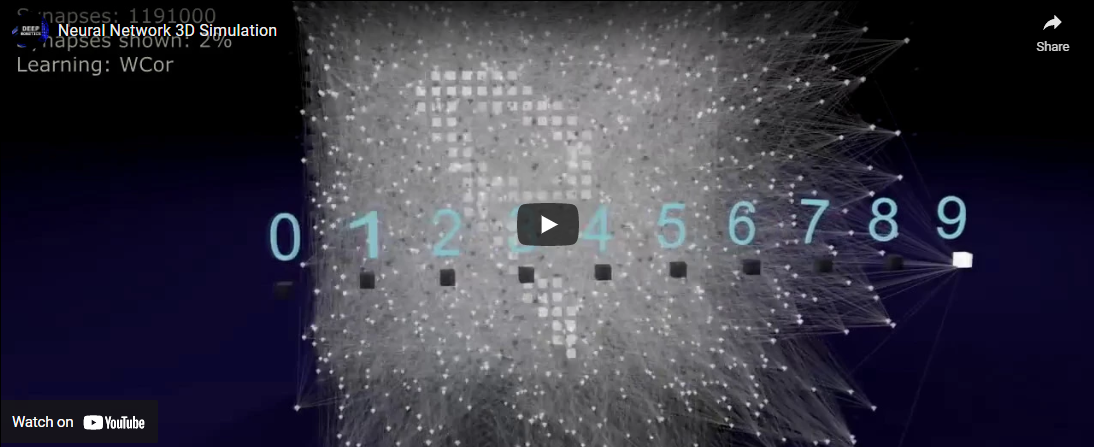 Synapses: 1191000
DEEP
Neural Network 3D Simulation
Synapses shown: 2%
Learning: WCor
Share
0 1 2 3 4 5 6 7 8 9
Watch on YouTube